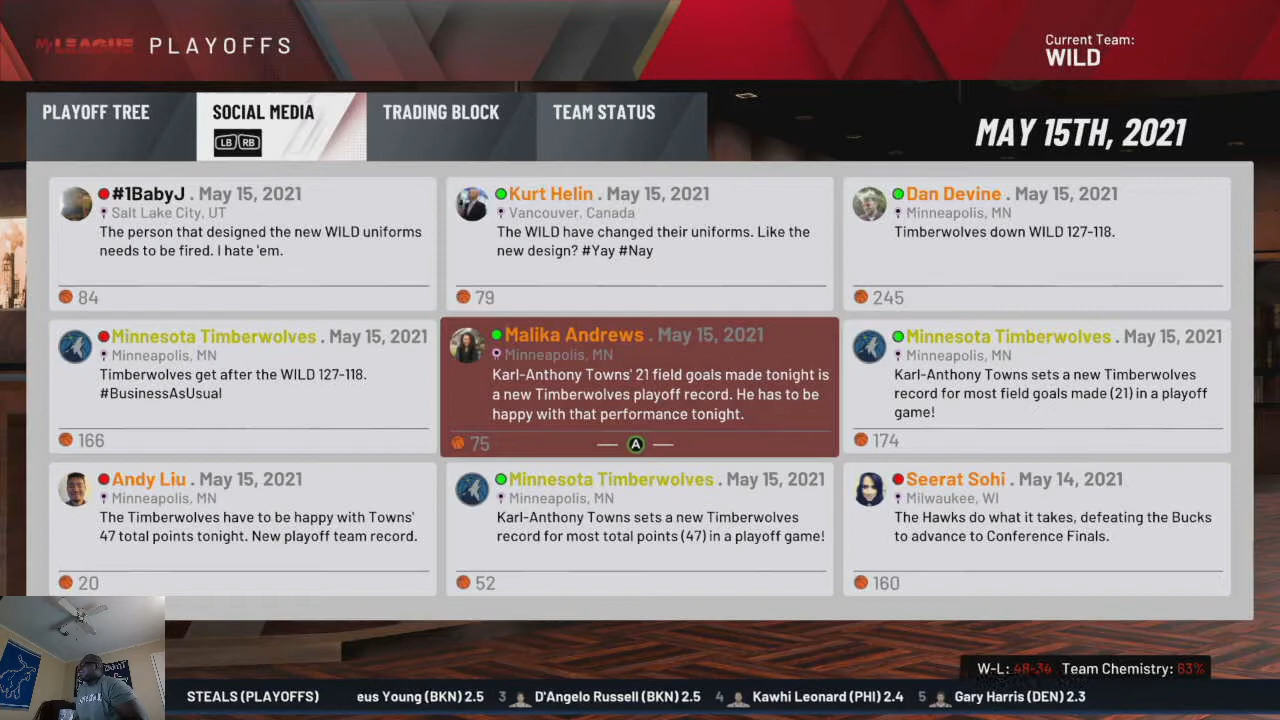 MyLEAGUE PLAYOFFS
Current Team:
WILD
PLAYOFF TREE
SOCIAL MEDIA
LB RB
TRADING BLOCK
TEAM STATUS
MAY 15TH, 2021
#1BabyJ . May 15, 2021
Salt Lake City, UT
The person that designed the new WILD uniforms
needs to be fired. I hate 'em.
84
Kurt Helin . May 15, 2021
Vancouver, Canada
The WILD have changed their uniforms. Like the
new design? #Yay #Nay
79
Dan Devine . May 15, 2021
Minneapolis, MN
Timberwolves down WILD 127-118.
245
Minnesota Timberwolves . May 15, 2021
Minneapolis, MN
Timberwolves get after the WILD 127-118.
#BusinessAsUsual
166
Malika Andrews . May 15, 2021
Minneapolis, MN
Karl-Anthony Towns' 21 field goals made tonight is
a new Timberwolves playoff record. He has to be
happy with that performance tonight.
75
A
Minnesota Timberwolves . May 15, 2021
Minneapolis, MN
Karl-Anthony Towns sets a new Timberwolves
record for most field goals made (21) in a playoff
game!
174
Andy Liu . May 15, 2021
Minneapolis, MN
The Timberwolves have to be happy with Towns'
47 total points tonight. New playoff team record.
20
Minnesota Timberwolves . May 15, 2021
Minneapolis, MN
Karl-Anthony Towns sets a new Timberwolves
record for most total points (47) in a playoff game!
52
Seerat Sohi . May 14, 2021
Milwaukee, WI
The Hawks do what it takes, defeating the Bucks
to advance to Conference Finals.
160
W-L: 48-34 Team Chemistry: 63%
STEALS (PLAYOFFS) eus Young (BKN) 2.5 3 D'Angelo Russell (BKN) 2.5 4 Kawhi Leonard (PHI) 2.4 5 Gary Harris (DEN) 2.3